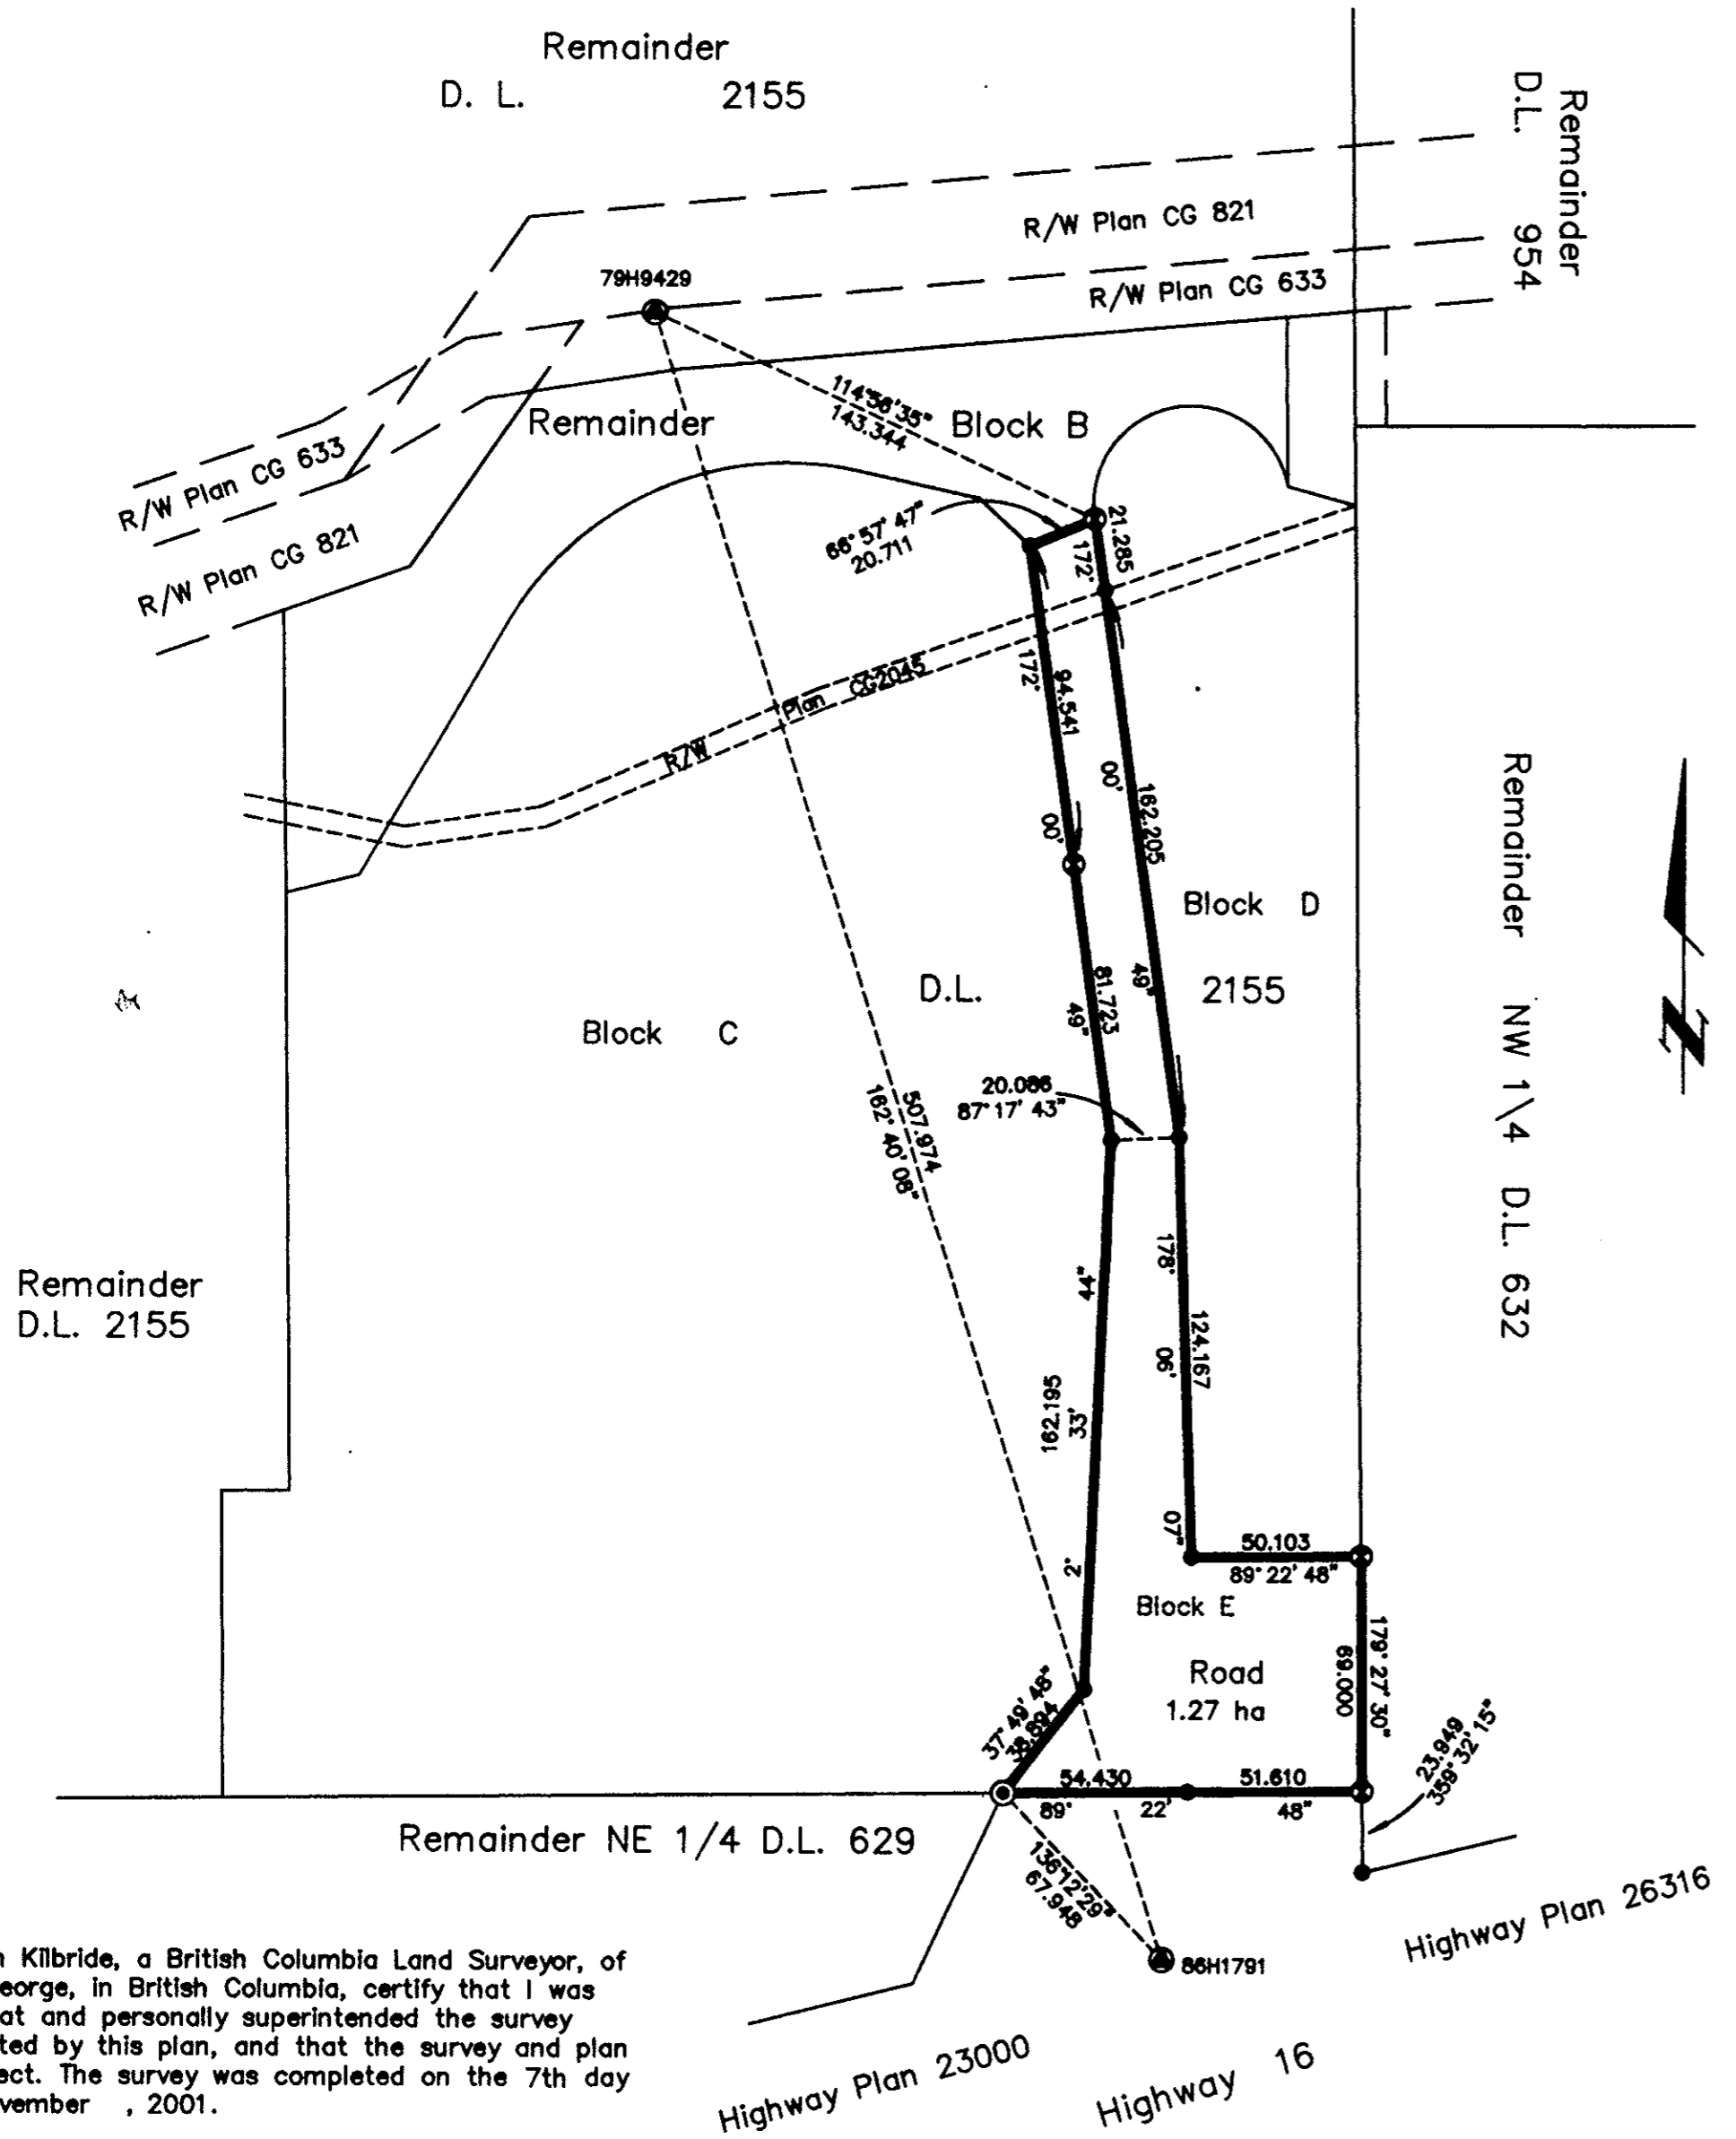 Remainder
D. L. 2155
Remainder
D.L. 954
R/W Plan CG 821
R/W Plan CG 633
79H9429
114°56'35"
143.344
Remainder
Block B
R/W Plan CG 633
R/W Plan CG 821
66°57'47"
20.711
21.285
172°
R/W Plan CG2045
172°
94.541
00'
00'
162.205
49"
Block D
Remainder NW 1\4 D.L. 632
D.L. 2155
81.723
49"
Block C
N
20.086
87°17'43"
507.974
162°40'08"
178°
44"
Remainder
D.L. 2155
124.167
06'
162.195
33'
07"
2°
50.103
89°22'48"
Block E
Road
1.27 ha
179°27'30"
69.000
37°49'48"
38.894
23.949
359°32'15"
54.430
51.610
89° 22' 48"
Remainder NE 1/4 D.L. 629
136°12'29"
67.948
86H1791
Highway Plan 26316
Highway Plan 23000
Highway 16
n Kilbride, a British Columbia Land Surveyor, of
eorge, in British Columbia, certify that I was
at and personally superintended the survey
ted by this plan, and that the survey and plan
ect. The survey was completed on the 7th day
vember , 2001.